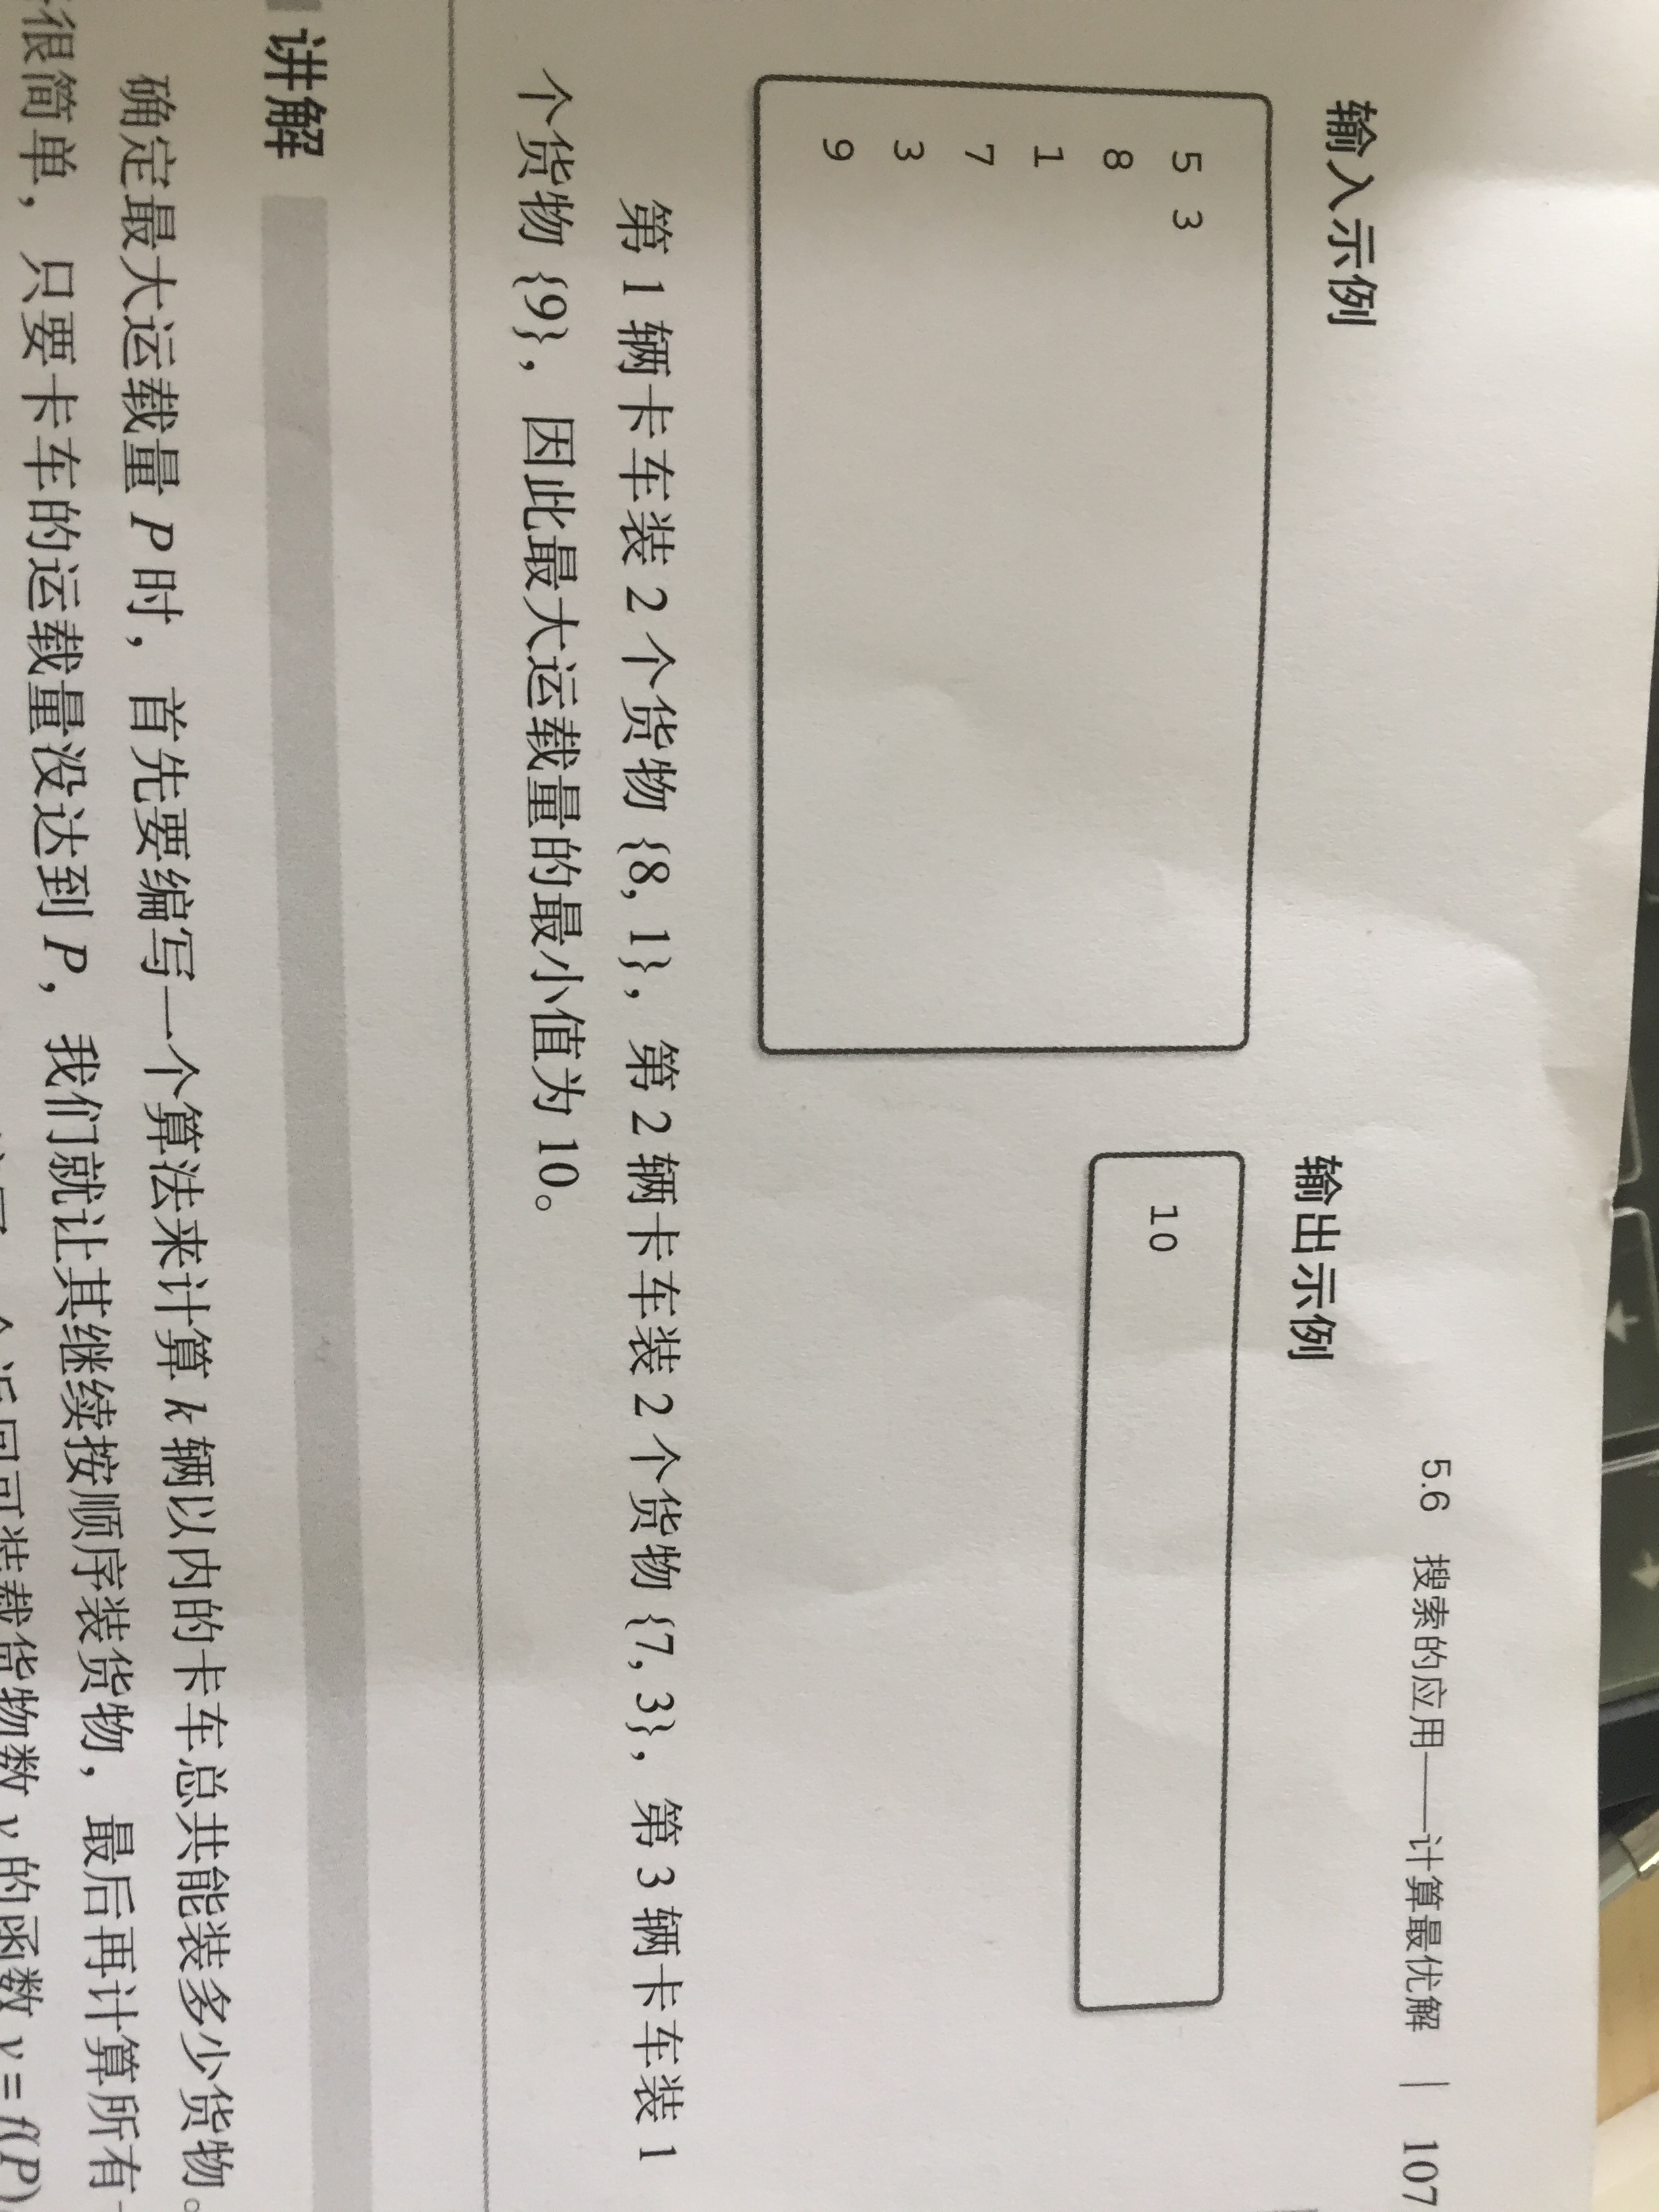 5.6 搜索的应用——计算最优解 | 107
输入示例
5 3
8
1
7
3
9
输出示例
10
第 1 辆卡车装 2 个货物 {8, 1}，第 2 辆卡车装 2 个货物 {7, 3}，第 3 辆卡车装 1
个货物 {9}，因此最大运载量的最小值为 10。
讲解
确定最大运载量 P 时，首先要编写一个算法来计算 k 辆以内的卡车总共能装多少货物。
很简单，只要卡车的运载量没达到 P，我们就让其继续按顺序装货物，最后再计算所有
个返回可装载货物数 v 的函数 v = f(P)